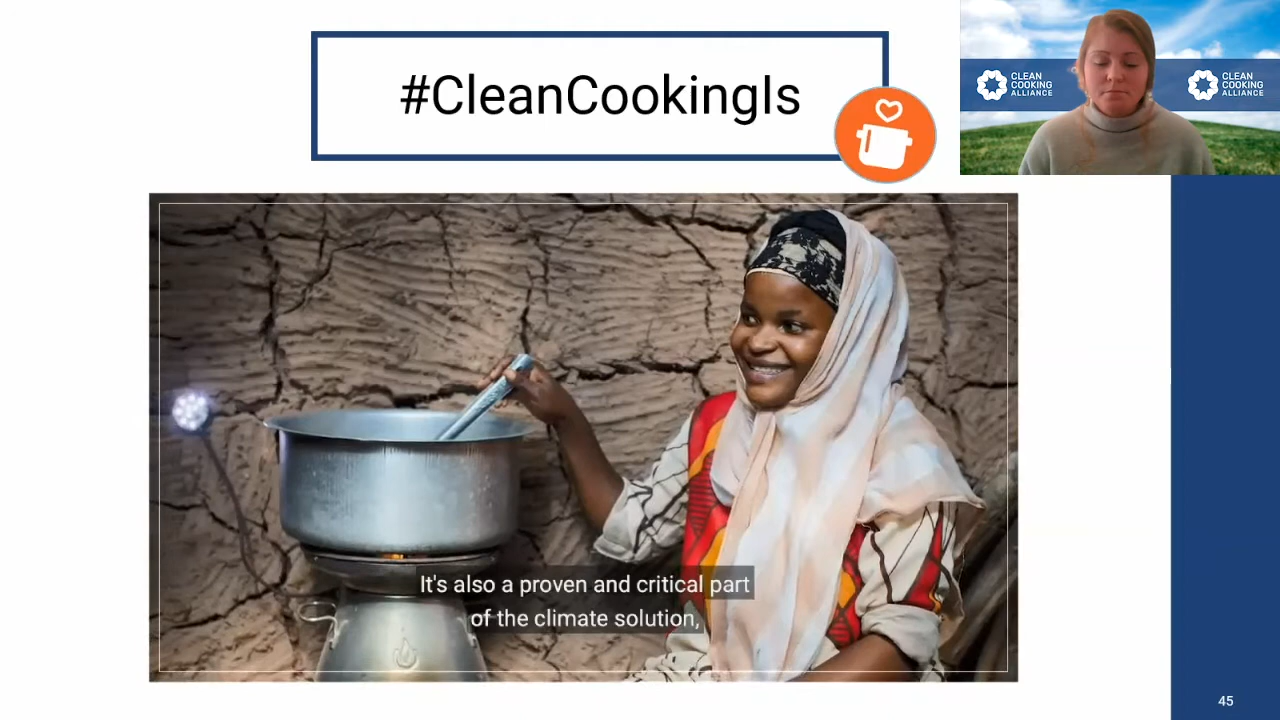 #CleanCookingIs
CLEAN
COOKING
ALLIANCE
CLEAN
COOKING
ALLIANCE
It's also a proven and critical part
of the climate solution,
45